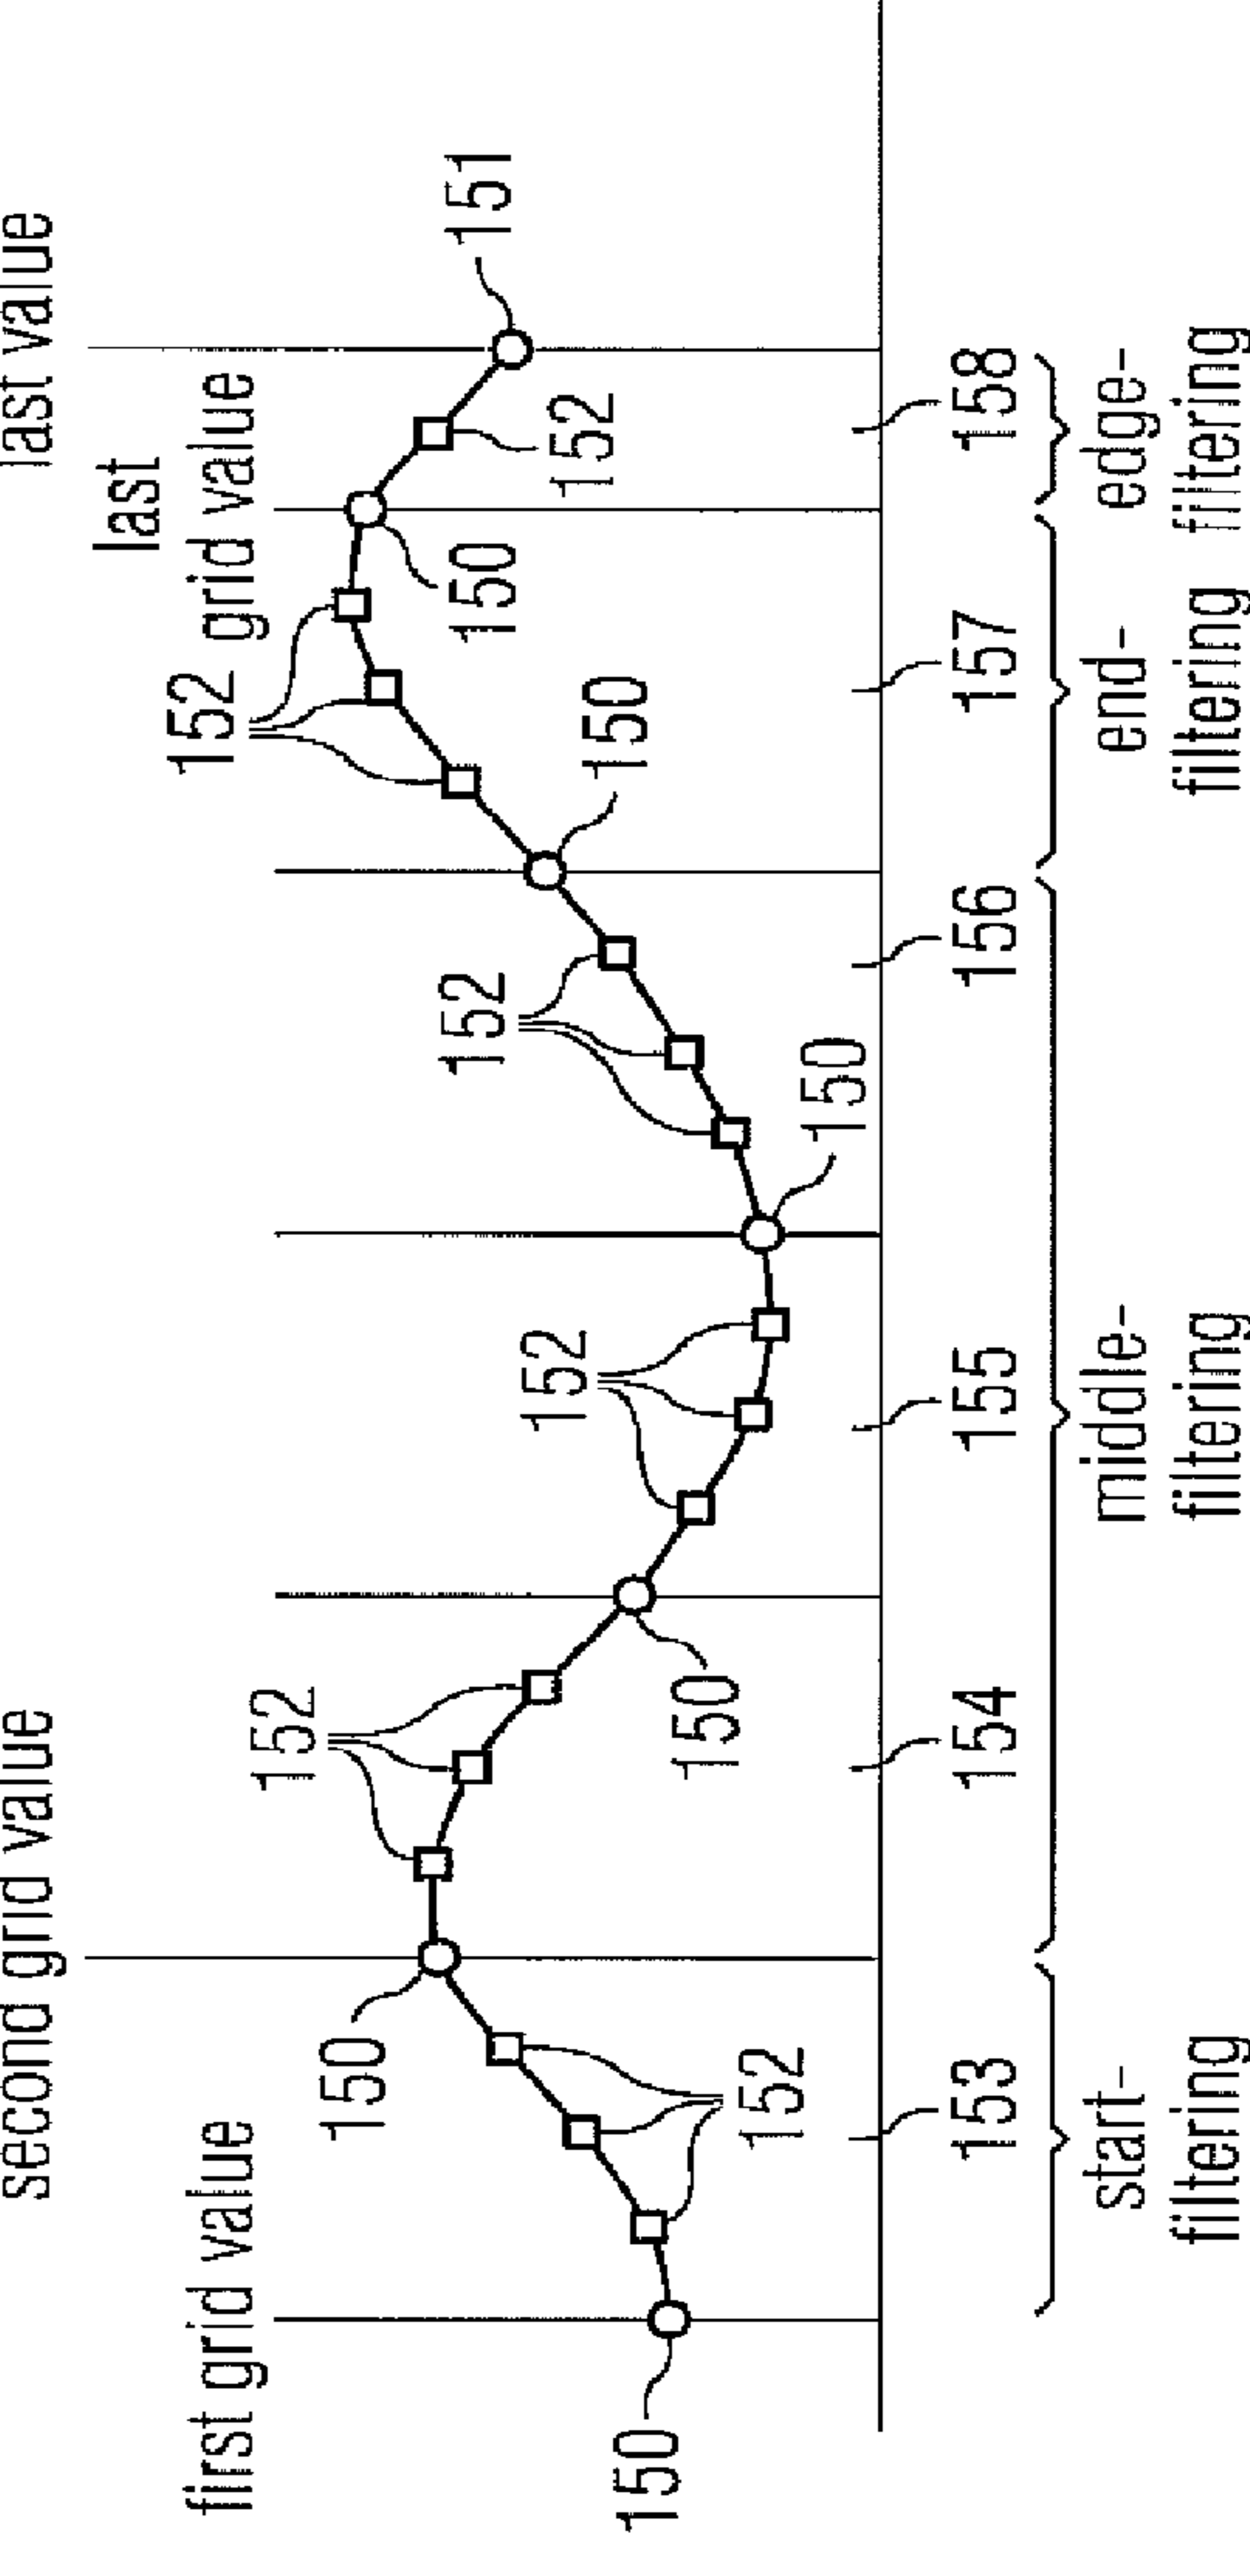 second grid value
last value
first grid value
last
grid value
152
152
150
152
152
151
150
150
152
150
152
150
150
150
152
153
154
155
156
157
158
start-
filtering
middle-
filtering
end-
filtering
edge-
filtering